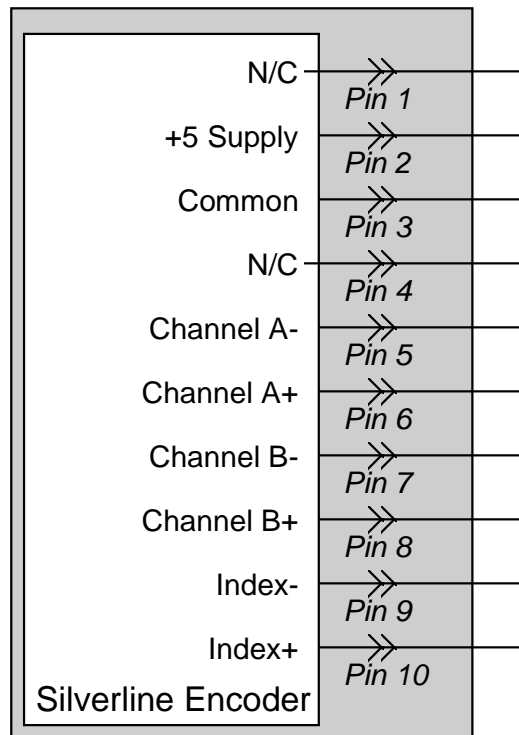 N/C
Pin 1
+5 Supply
Pin 2
Common
Pin 3
N/C
Pin 4
Channel A-
Pin 5
Channel A+
Pin 6
Channel B-
Pin 7
Channel B+
Pin 8
Index-
Pin 9
Index+
Pin 10
Silverline Encoder